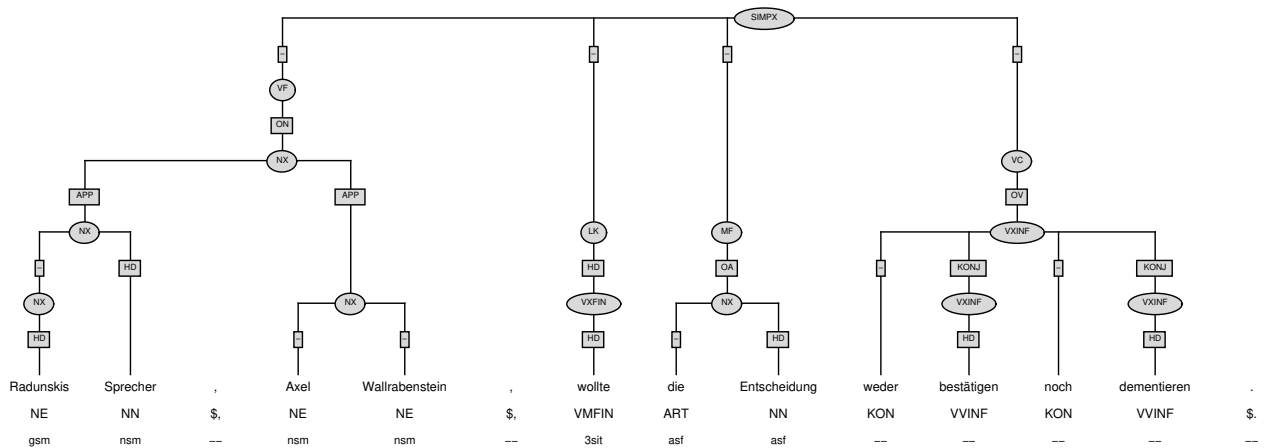 SIMPX
– – – –
VF
ON
NX VC
APP APP OV
NX LK MF VXINF
– HD HD OA – KONJ – KONJ
NX NX VXFIN NX VXINF VXINF
HD – – HD – HD HD HD
Radunskis Sprecher , Axel Wallrabenstein , wollte die Entscheidung weder bestätigen noch dementieren .
NE NN $, NE NE $, VMFIN ART NN KON VVINF KON VVINF $.
gsm nsm –– nsm nsm –– 3sit asf asf –– –– –– –– ––